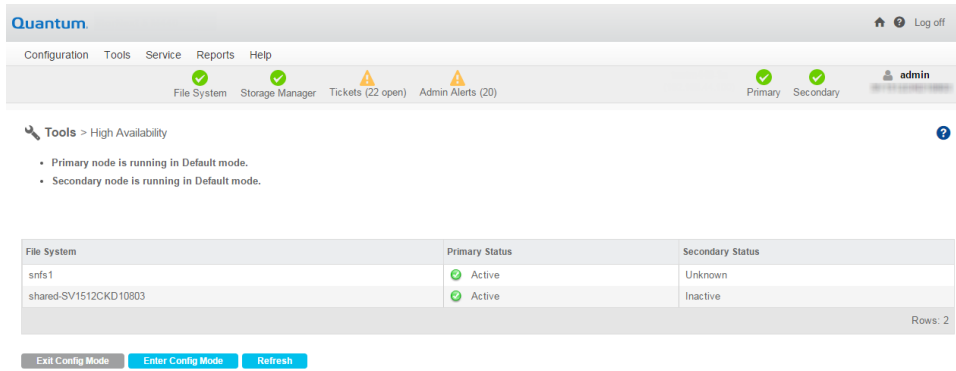 Quantum.
Log off
Configuration Tools Service Reports Help
File System Storage Manager Tickets (22 open) Admin Alerts (20) Primary Secondary admin
Tools > High Availability
• Primary node is running in Default mode.
• Secondary node is running in Default mode.
File System Primary Status Secondary Status
snfs1 Active Unknown
shared-SV1512CKD10803 Active Inactive
Rows: 2
Exit Config Mode Enter Config Mode Refresh